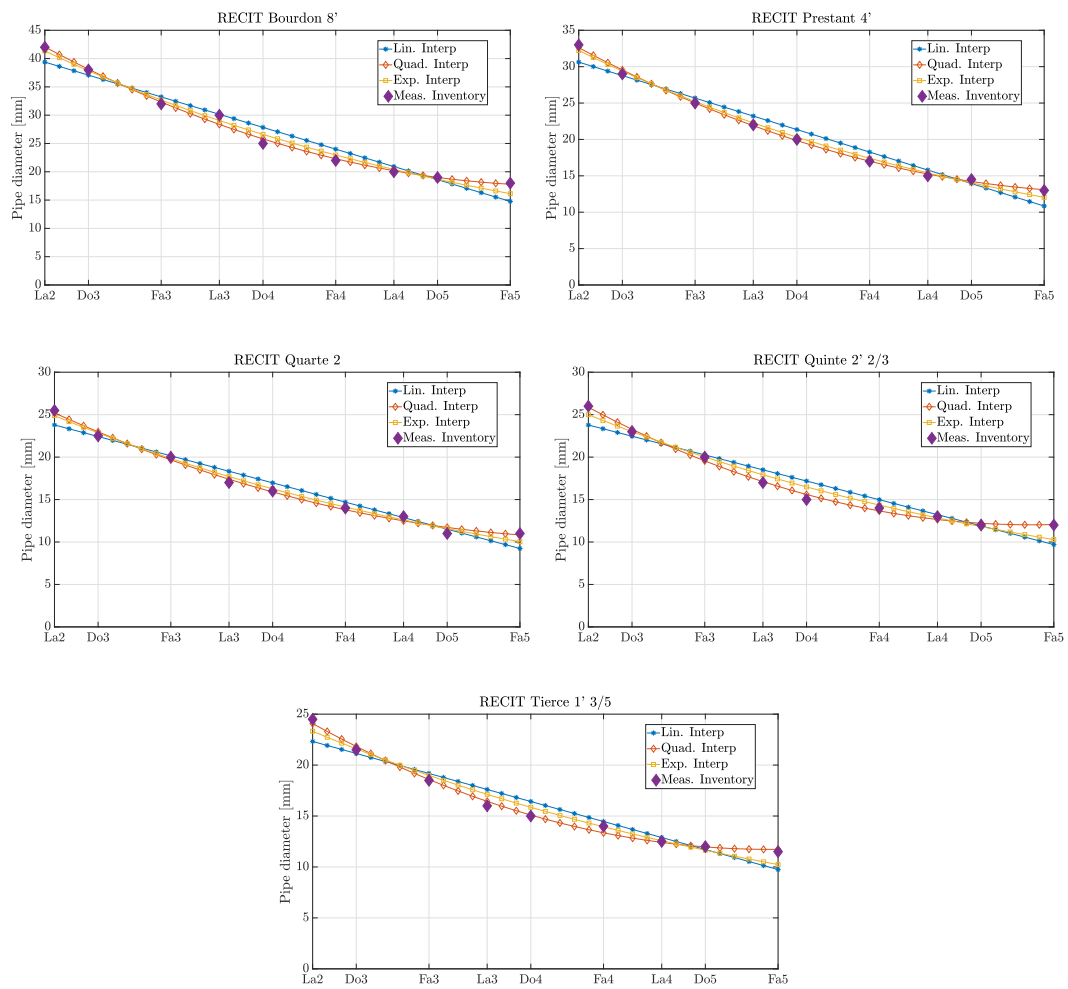 RECIT Bourdon 8'
45
40
35
30
25
20
15
10
5
0
Pipe diameter [mm]
Lin. Interp
Quad. Interp
Exp. Interp
Meas. Inventory
La2 Do3 Fa3 La3 Do4 Fa4 La4 Do5 Fa5
RECIT Prestant 4'
35
30
25
20
15
10
5
0
Pipe diameter [mm]
Lin. Interp
Quad. Interp
Exp. Interp
Meas. Inventory
La2 Do3 Fa3 La3 Do4 Fa4 La4 Do5 Fa5
RECIT Quarte 2
30
25
20
15
10
5
0
Pipe diameter [mm]
Lin. Interp
Quad. Interp
Exp. Interp
Meas. Inventory
La2 Do3 Fa3 La3 Do4 Fa4 La4 Do5 Fa5
RECIT Quinte 2' 2/3
30
25
20
15
10
5
0
Pipe diameter [mm]
Lin. Interp
Quad. Interp
Exp. Interp
Meas. Inventory
La2 Do3 Fa3 La3 Do4 Fa4 La4 Do5 Fa5
RECIT Tierce 1' 3/5
25
20
15
10
5
0
Pipe diameter [mm]
Lin. Interp
Quad. Interp
Exp. Interp
Meas. Inventory
La2 Do3 Fa3 La3 Do4 Fa4 La4 Do5 Fa5